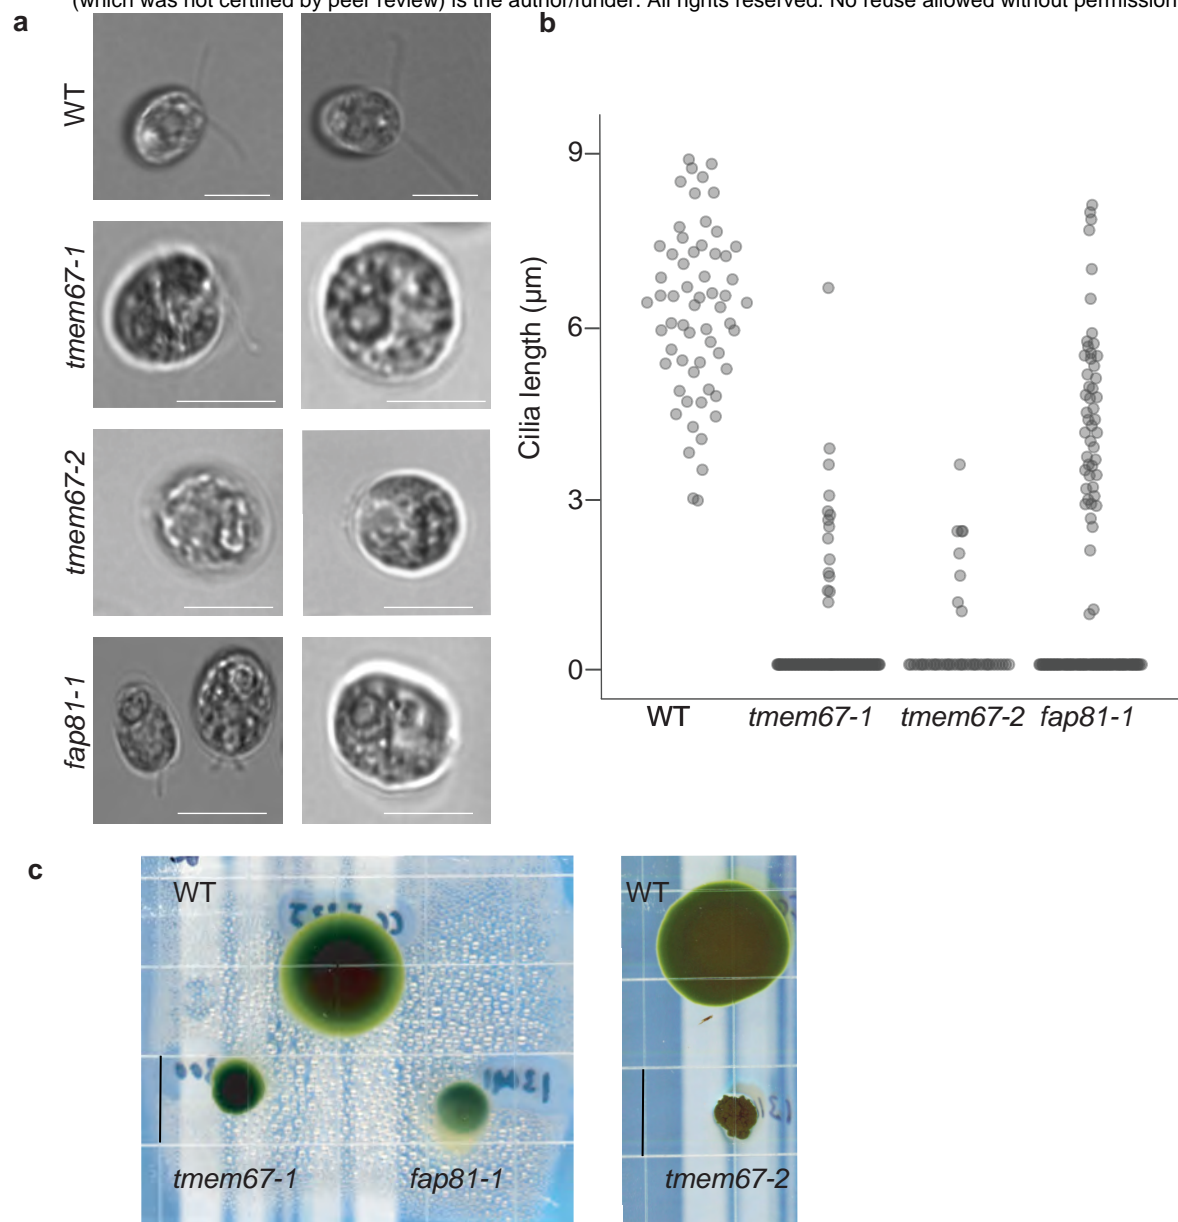 (which was not certified by peer review) is the author/funder. All rights reserved. No reuse allowed without permission
a
b
WT
tmem67-1
tmem67-2
fap81-1
Cilia length (µm)
9
6
3
0
WT
tmem67-1
tmem67-2
fap81-1
c
WT
tmem67-1
fap81-1
WT
tmem67-2